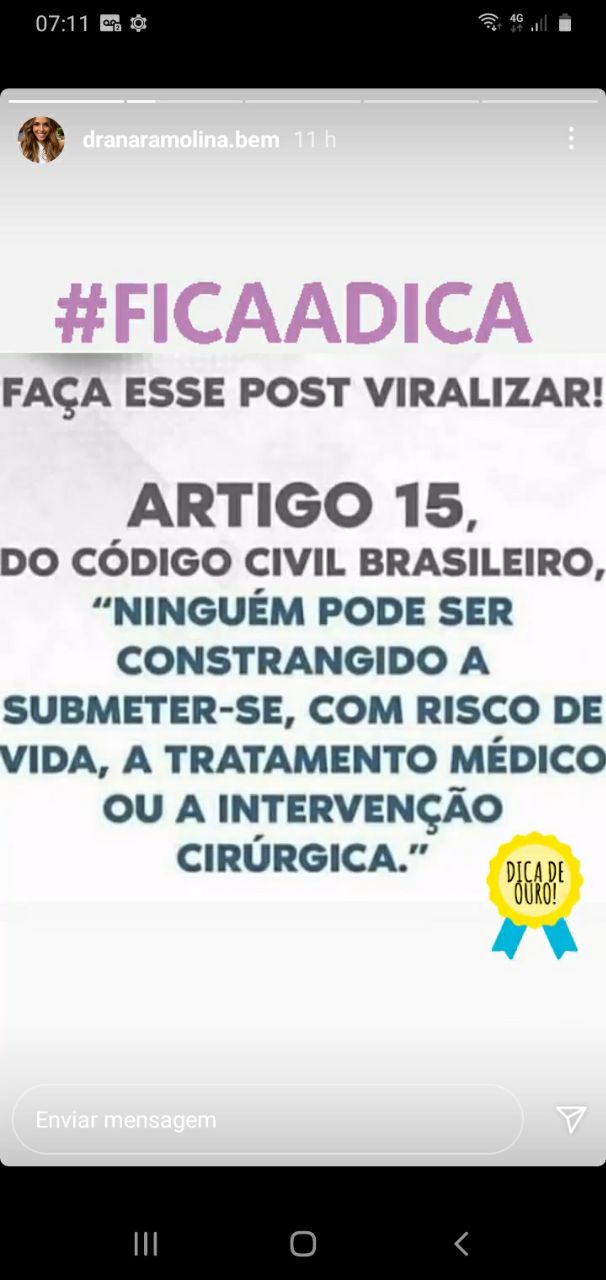 07:11
4G
dranaramolina.bem 11 h
#FICAADICA
FAÇA ESSE POST VIRALIZAR!
ARTIGO 15,
DO CÓDIGO CIVIL BRASILEIRO,
“NINGUÉM PODE SER
CONSTRANGIDO A
SUBMETER-SE, COM RISCO DE
VIDA, A TRATAMENTO MÉDICO
OU A INTERVENÇÃO
CIRÚRGICA.”
DICA DE
OURO!
Enviar mensagem